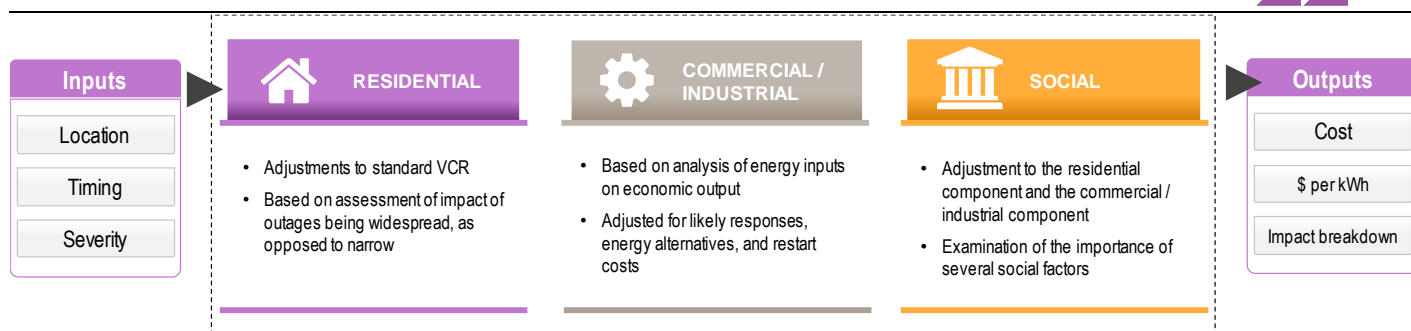 Inputs
Location
Timing
Severity
RESIDENTIAL
• Adjustments to standard VCR
• Based on assessment of impact of
outages being widespread, as
opposed to narrow
COMMERCIAL /
INDUSTRIAL
• Based on analysis of energy inputs
on economic output
• Adjusted for likely responses,
energy alternatives, and restart
costs
SOCIAL
• Adjustment to the residential
component and the commercial /
industrial component
• Examination of the importance of
several social factors
Outputs
Cost
$ per kWh
Impact breakdown